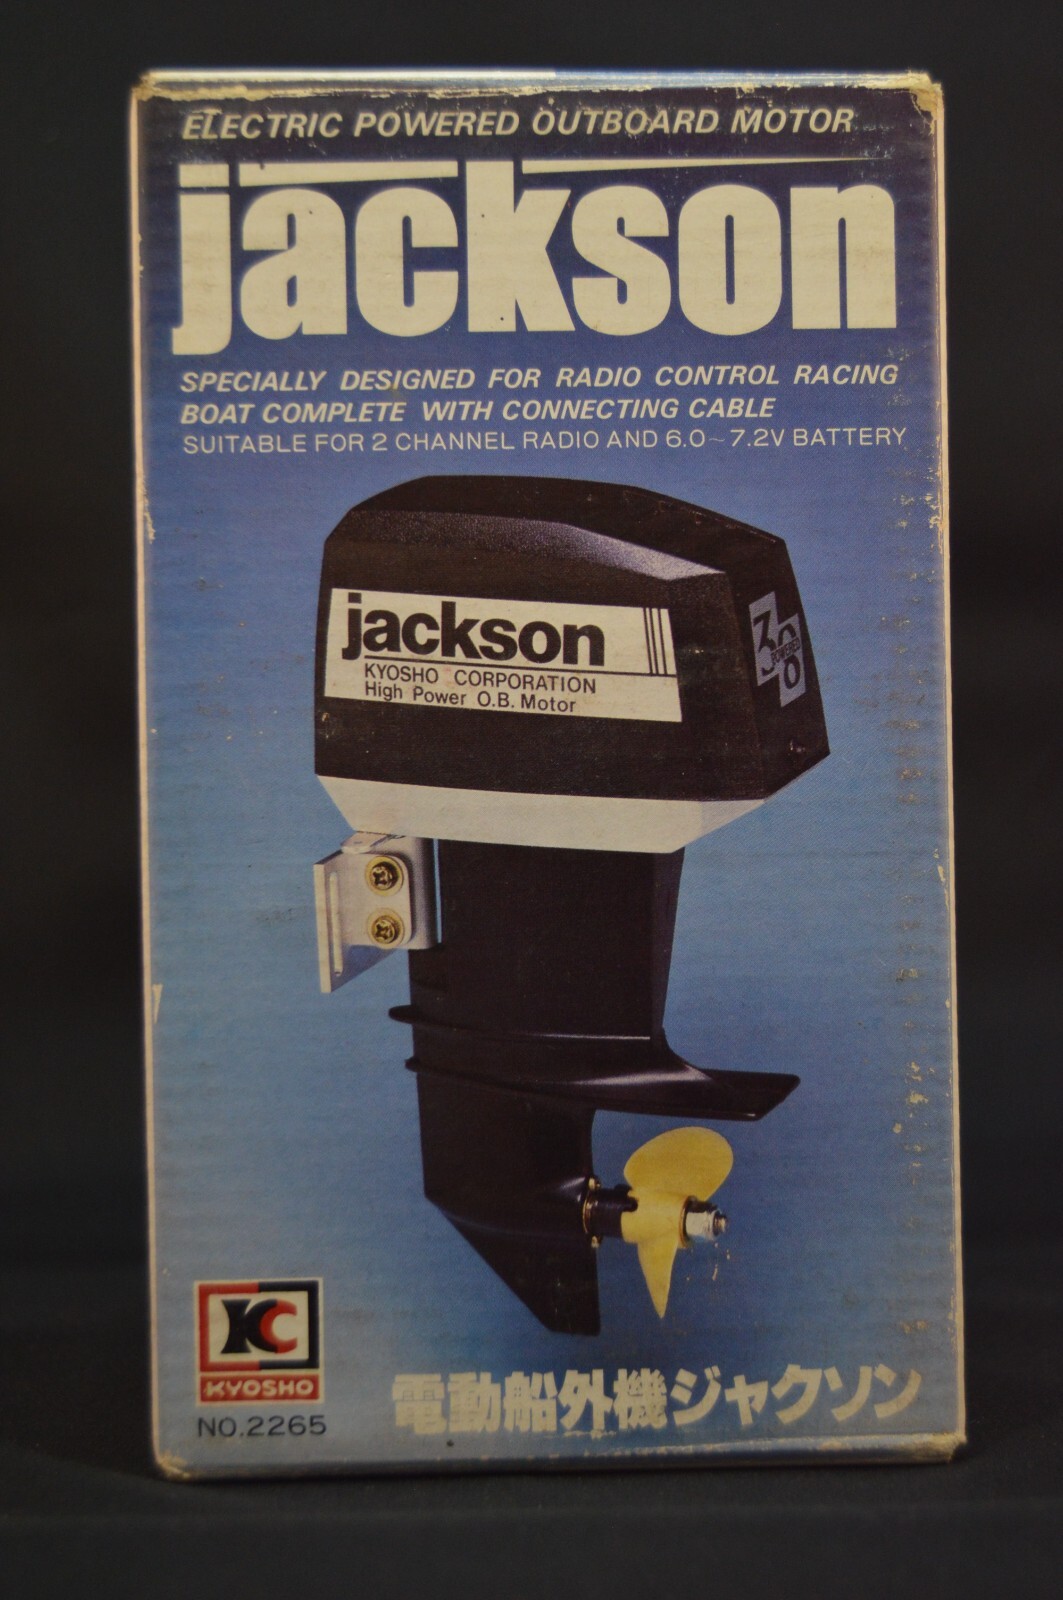 ELECTRIC POWERED OUTBOARD MOTOR
jackson
SPECIALLY DESIGNED FOR RADIO CONTROL RACING
BOAT COMPLETE WITH CONNECTING CABLE
SUITABLE FOR 2 CHANNEL RADIO AND 6.0~7.2V BATTERY
jackson
KYOSHO CORPORATION
High Power O.B. Motor
360
POWERED
KC
KYOSHO
NO.2265
電動船外機ジャクソン